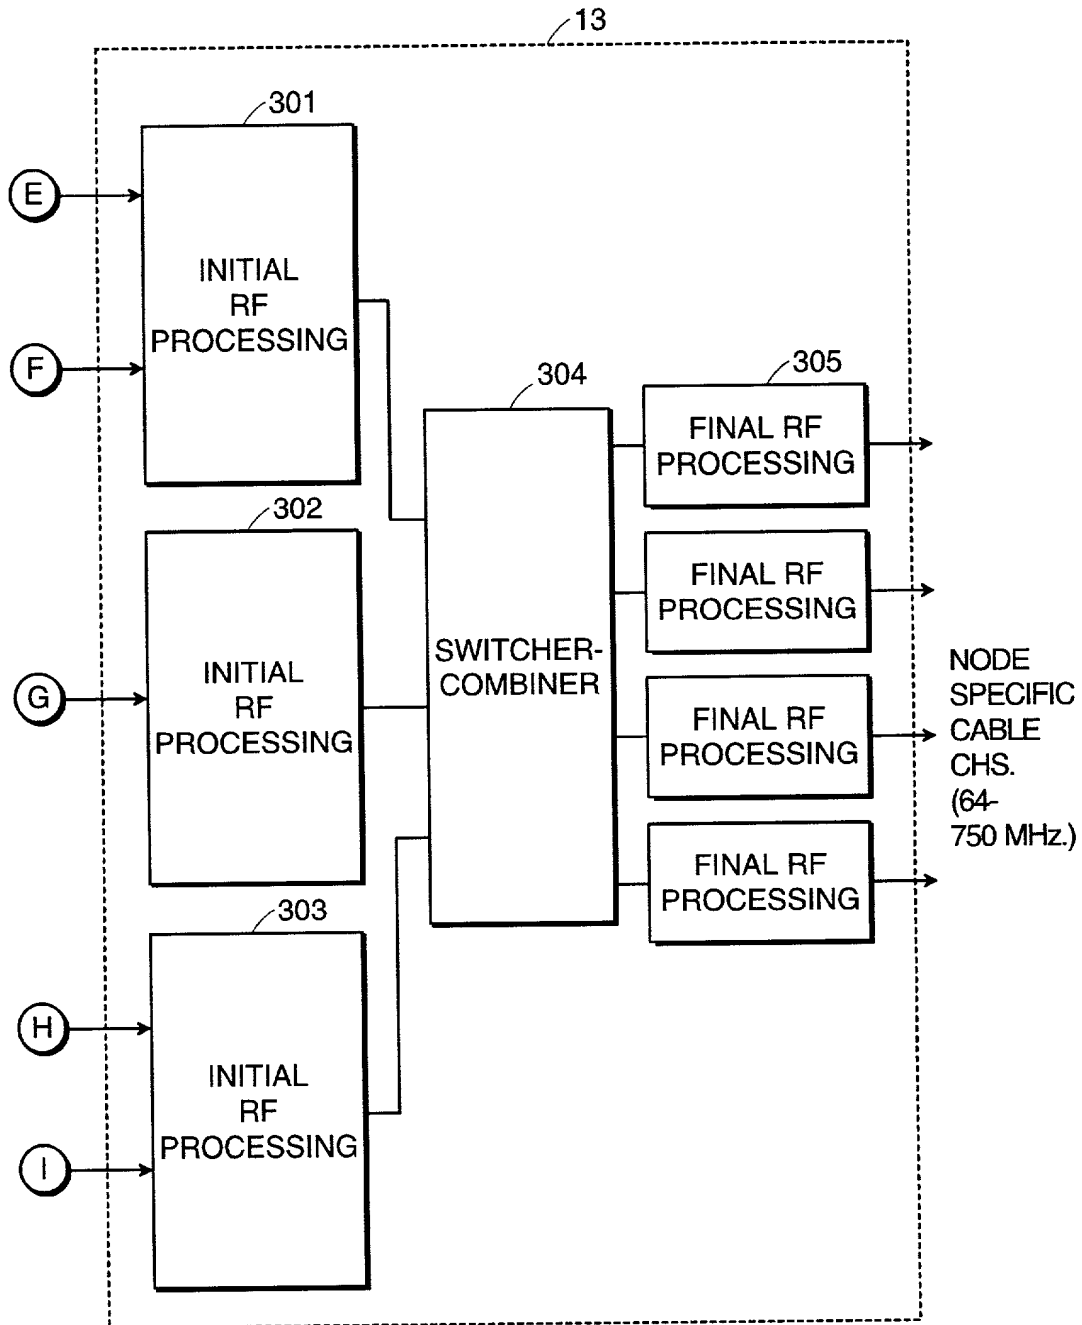 13
301
E
INITIAL
RF
PROCESSING
F
304
305
FINAL RF
PROCESSING
302
FINAL RF
PROCESSING
SWITCHER-
COMBINER
G
INITIAL
RF
PROCESSING
FINAL RF
PROCESSING
NODE
SPECIFIC
CABLE
CHS.
(64-
750 MHz.)
FINAL RF
PROCESSING
303
H
INITIAL
RF
PROCESSING
I